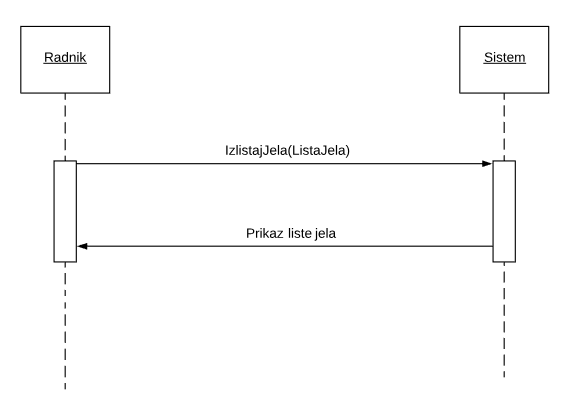 Radnik
Sistem
IzlistajJela(ListaJela)
Prikaz liste jela